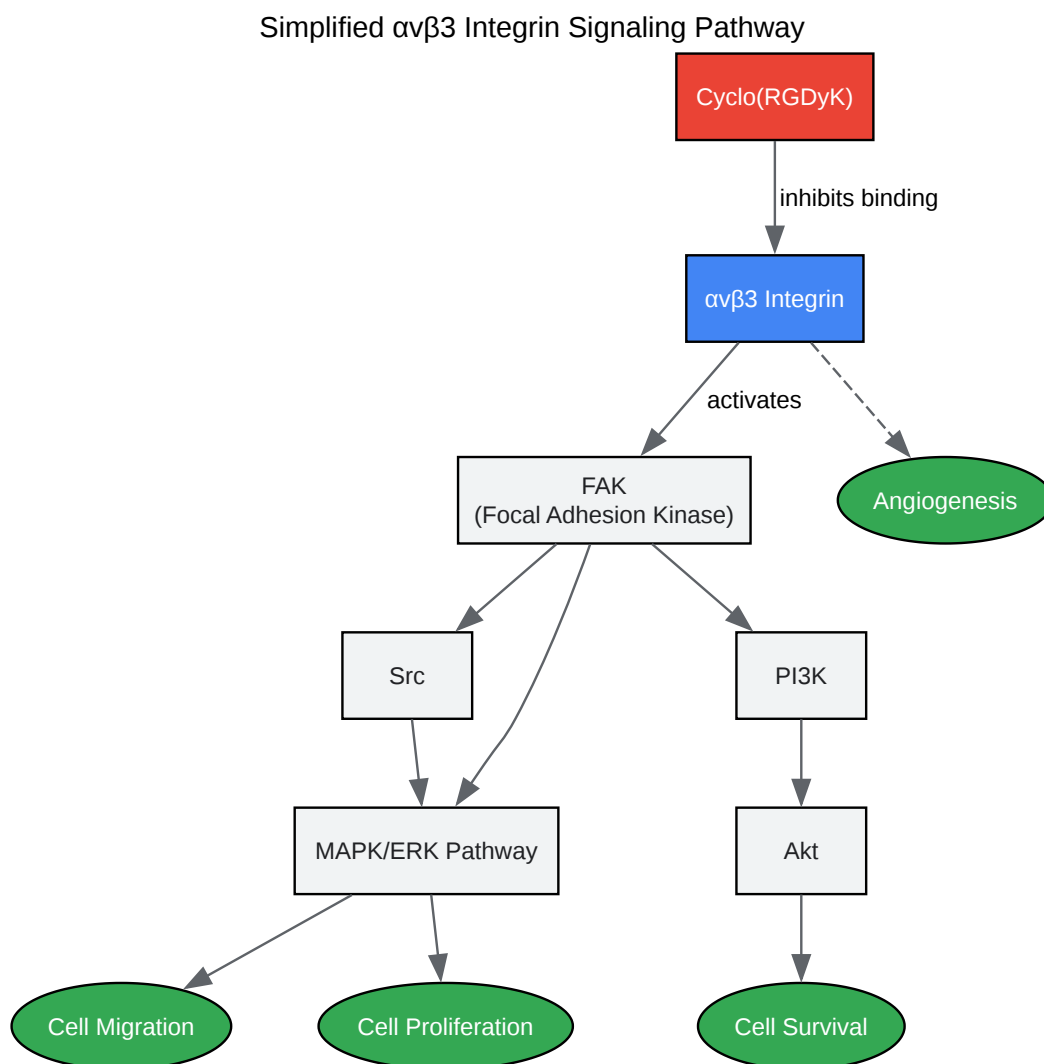 Simplified αvβ3 Integrin Signaling Pathway
Cyclo(RGDyK)
inhibits binding
αvβ3 Integrin
activates
FAK
(Focal Adhesion Kinase)
Angiogenesis
Src
PI3K
MAPK/ERK Pathway
Akt
Cell Migration
Cell Proliferation
Cell Survival